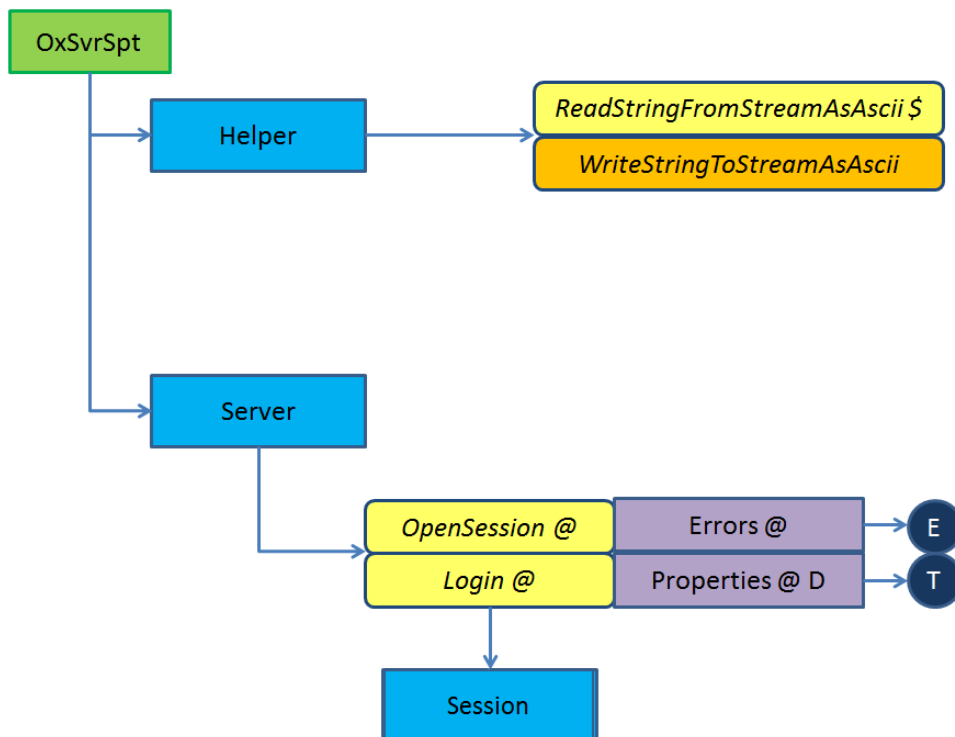 OxSvrSpt
Helper
ReadStringFromStreamAsAscii $
WriteStringToStreamAsAscii
Server
OpenSession @
Errors @
E
Login @
Properties @ D
T
Session